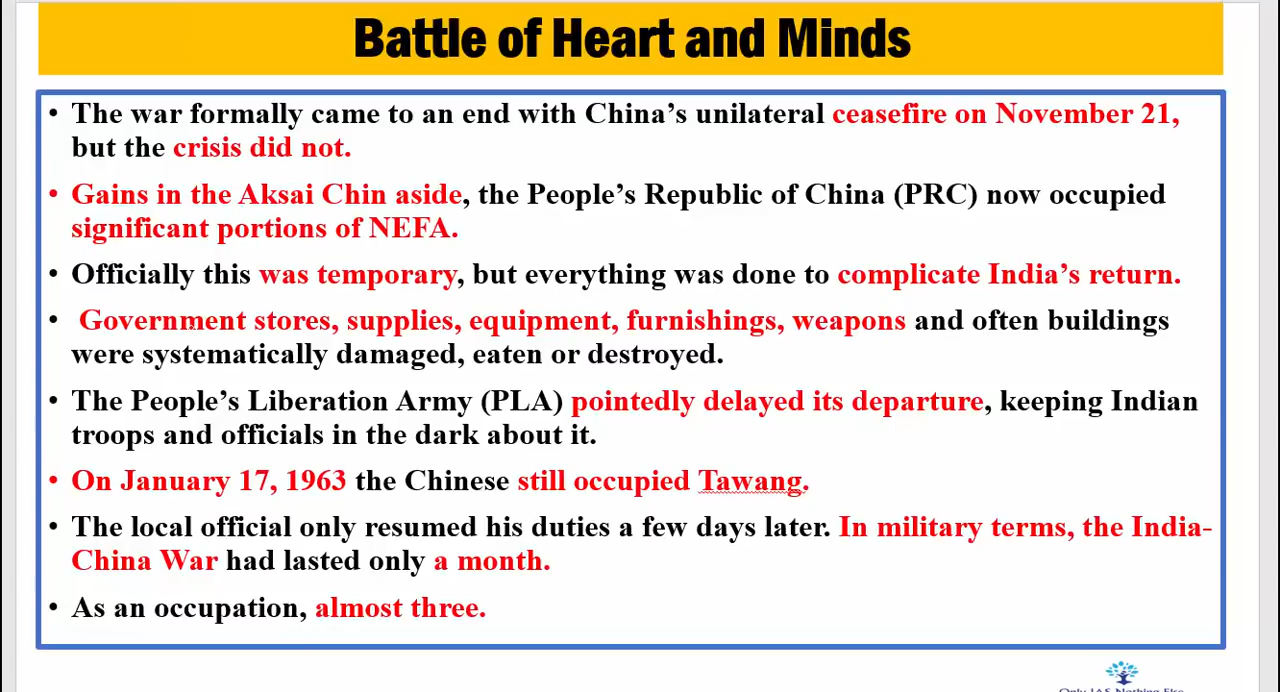 Battle of Heart and Minds
• The war formally came to an end with China's unilateral ceasefire on November 21,
but the crisis did not.
• Gains in the Aksai Chin aside, the People's Republic of China (PRC) now occupied
significant portions of NEFA.
• Officially this was temporary, but everything was done to complicate India's return.
• Government stores, supplies, equipment, furnishings, weapons and often buildings
were systematically damaged, eaten or destroyed.
• The People's Liberation Army (PLA) pointedly delayed its departure, keeping Indian
troops and officials in the dark about it.
• On January 17, 1963 the Chinese still occupied Tawang.
• The local official only resumed his duties a few days later. In military terms, the India-
China War had lasted only a month.
• As an occupation, almost three.
Only IAS Nothing Else